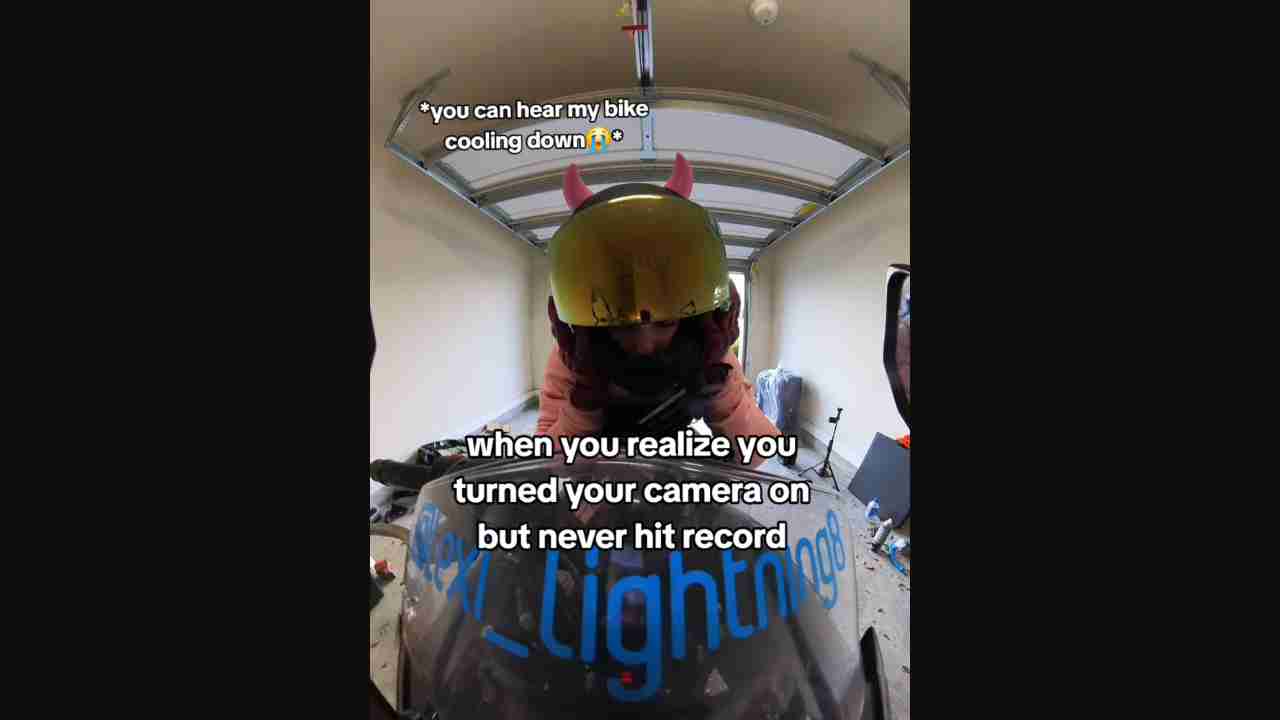 *you can hear my bike
cooling down😭*
when you realize you
turned your camera on
but never hit record
@lexi_lightning8